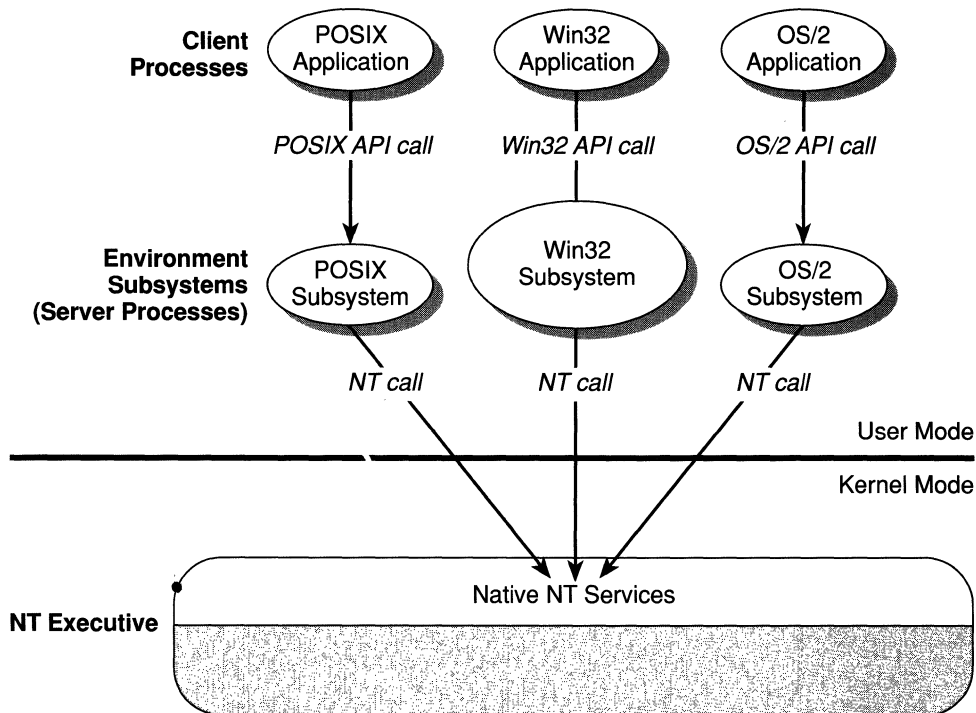 Client
Processes
POSIX
Application
Win32
Application
OS/2
Application
POSIX API call
Win32 API call
OS/2 API call
Environment
Subsystems
(Server Processes)
POSIX
Subsystem
Win32
Subsystem
OS/2
Subsystem
NT call
NT call
NT call
User Mode
Kernel Mode
NT Executive
Native NT Services